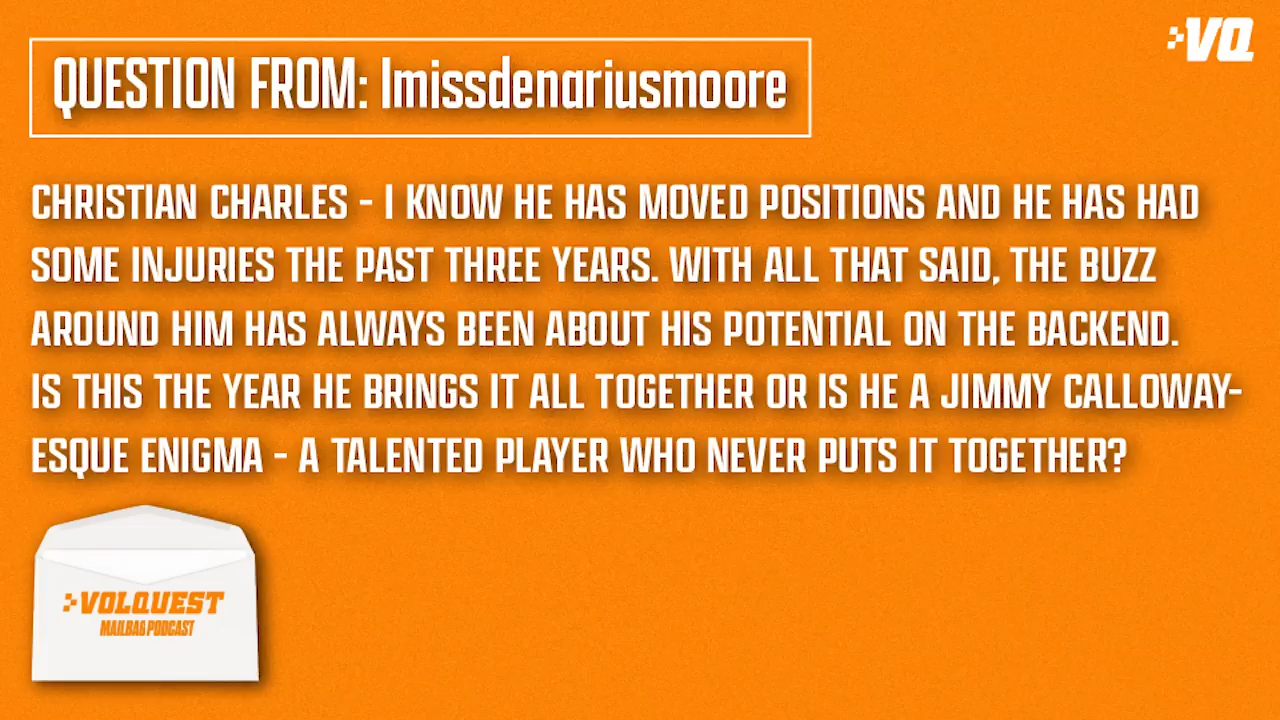 :VQ
QUESTION FROM: Imissdenariusmoore
CHRISTIAN CHARLES - I KNOW HE HAS MOVED POSITIONS AND HE HAS HAD
SOME INJURIES THE PAST THREE YEARS. WITH ALL THAT SAID, THE BUZZ
AROUND HIM HAS ALWAYS BEEN ABOUT HIS POTENTIAL ON THE BACKEND.
IS THIS THE YEAR HE BRINGS IT ALL TOGETHER OR IS HE A JIMMY CALLOWAY-
ESQUE ENIGMA - A TALENTED PLAYER WHO NEVER PUTS IT TOGETHER?
VOLQUEST
MAILBAG PODCAST